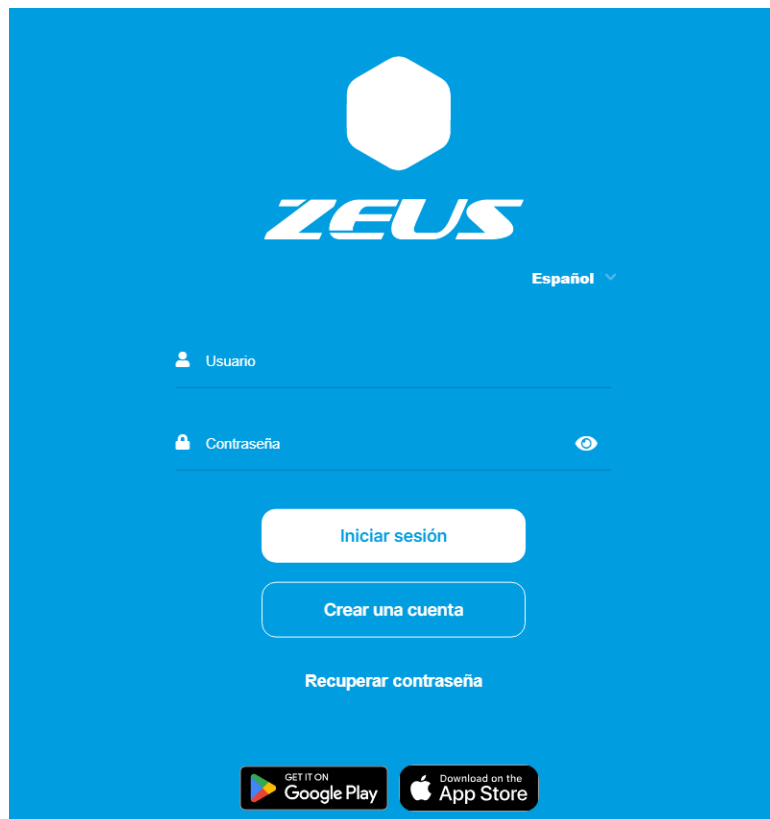 ZEUS
Español
Usuario
Contraseña
Iniciar sesión
Crear una cuenta
Recuperar contraseña
GET IT ON
Google Play
Download on the
App Store